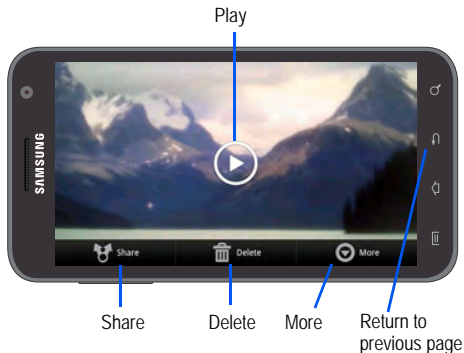 Play
SAMSUNG
Share
Delete
More
Share
Delete
More
Return to
previous page